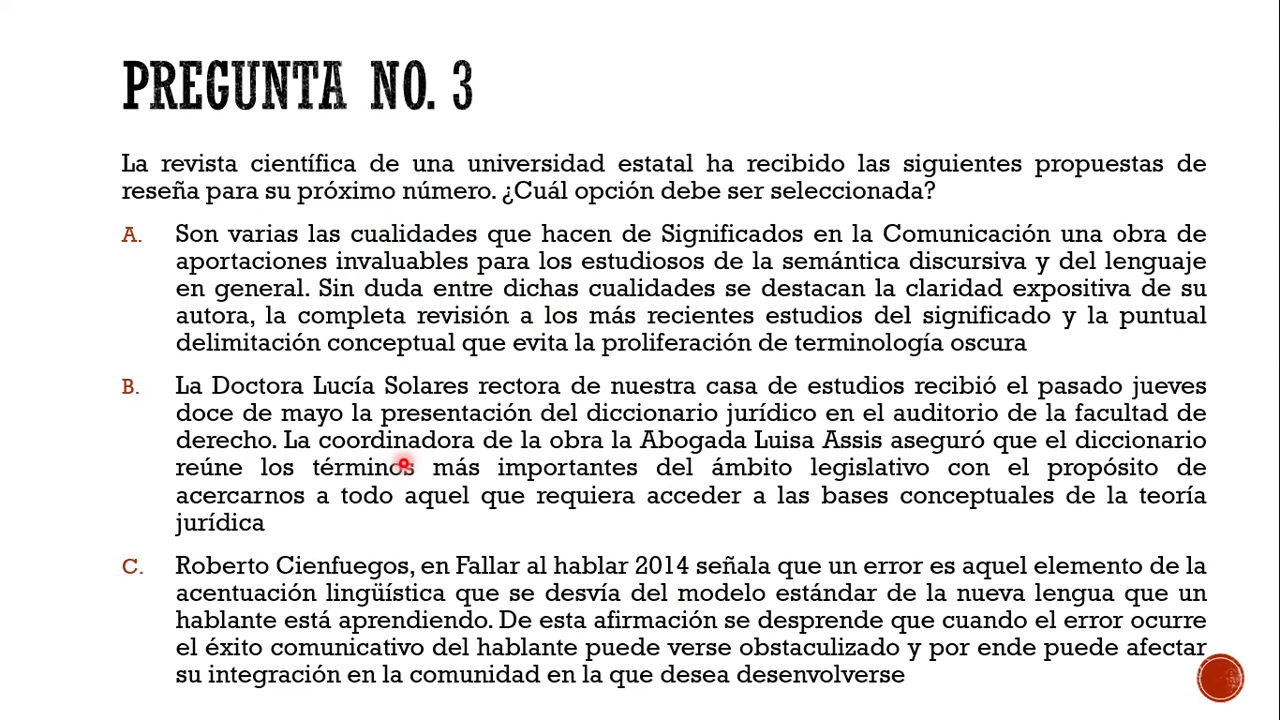 PREGUNTA NO. 3
La revista científica de una universidad estatal ha recibido las siguientes propuestas de
reseña para su próximo número. ¿Cuál opción debe ser seleccionada?
A. Son varias las cualidades que hacen de Significados en la Comunicación una obra de
aportaciones invaluables para los estudiosos de la semántica discursiva y del lenguaje
en general. Sin duda entre dichas cualidades se destacan la claridad expositiva de su
autora, la completa revisión a los más recientes estudios del significado y la puntual
delimitación conceptual que evita la proliferación de terminología oscura
B. La Doctora Lucía Solares rectora de nuestra casa de estudios recibió el pasado jueves
doce de mayo la presentación del diccionario jurídico en el auditorio de la facultad de
derecho. La coordinadora de la obra la Abogada Luisa Assis aseguró que el diccionario
reúne los términos más importantes del ámbito legislativo con el propósito de
acercarnos a todo aquel que requiera acceder a las bases conceptuales de la teoría
jurídica
C. Roberto Cienfuegos, en Fallar al hablar 2014 señala que un error es aquel elemento de la
acentuación lingüística que se desvía del modelo estándar de la nueva lengua que un
hablante está aprendiendo. De esta afirmación se desprende que cuando el error ocurre
el éxito comunicativo del hablante puede verse obstaculizado y por ende puede afectar
su integración en la comunidad en la que desea desenvolverse